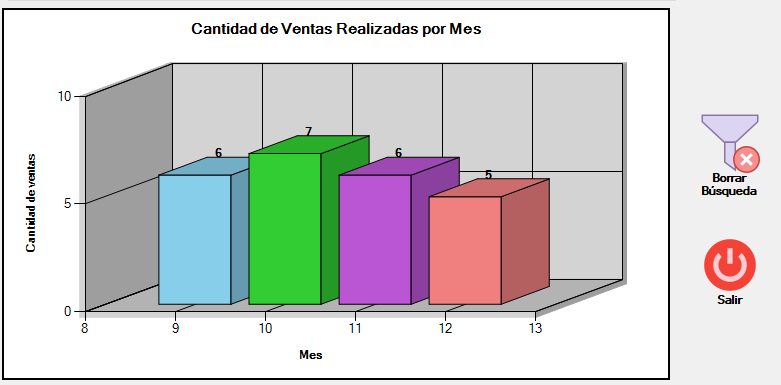 Cantidad de Ventas Realizadas por Mes
10
5
0
Cantidad de ventas
6
7
6
5
8
9
10
11
12
13
Mes
Borrar
Búsqueda
Salir